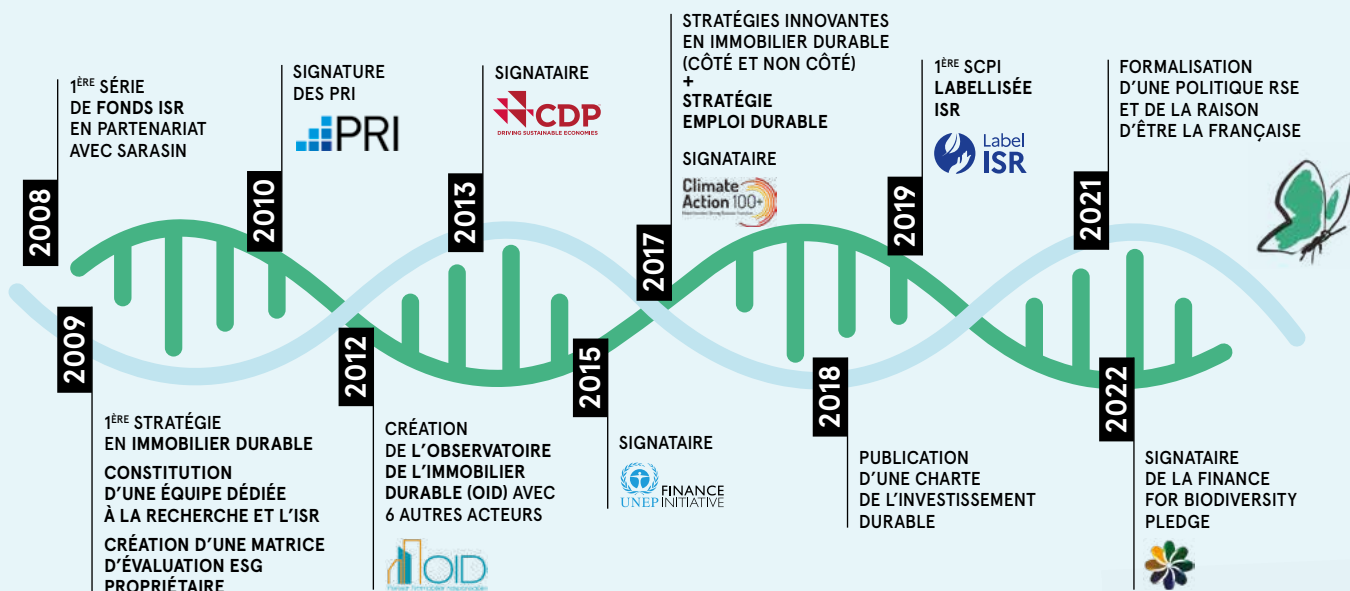 2008
1ÈRE SÉRIE
DE FONDS ISR
EN PARTENARIAT
AVEC SARASIN
2009
1ÈRE STRATÉGIE
EN IMMOBILIER DURABLE
CONSTITUTION
D'UNE ÉQUIPE DÉDIÉE
À LA RECHERCHE ET L'ISR
CRÉATION D'UNE MATRICE
D'ÉVALUATION ESG
PROPRIÉTAIRE
2010
SIGNATURE
DES PRI
PRI
2012
CRÉATION
DE L'OBSERVATOIRE
DE L'IMMOBILIER
DURABLE (OID) AVEC
6 AUTRES ACTEURS
OID
2013
SIGNATAIRE
CDP
DRIVING SUSTAINABLE ECONOMIES
2015
SIGNATAIRE
FINANCE
UNEP INITIATIVE
2017
STRATÉGIES INNOVANTES
EN IMMOBILIER DURABLE
(CÔTÉ ET NON CÔTÉ)
+
STRATÉGIE
EMPLOI DURABLE
SIGNATAIRE
Climate
Action 100+
2018
PUBLICATION
D'UNE CHARTE
DE L'INVESTISSEMENT
DURABLE
2019
1ÈRE SCPI
LABELLISÉE
ISR
Label
ISR
2021
FORMALISATION
D'UNE POLITIQUE RSE
ET DE LA RAISON
D'ÊTRE LA FRANÇAISE
2022
SIGNATAIRE
DE LA FINANCE
FOR BIODIVERSITY
PLEDGE